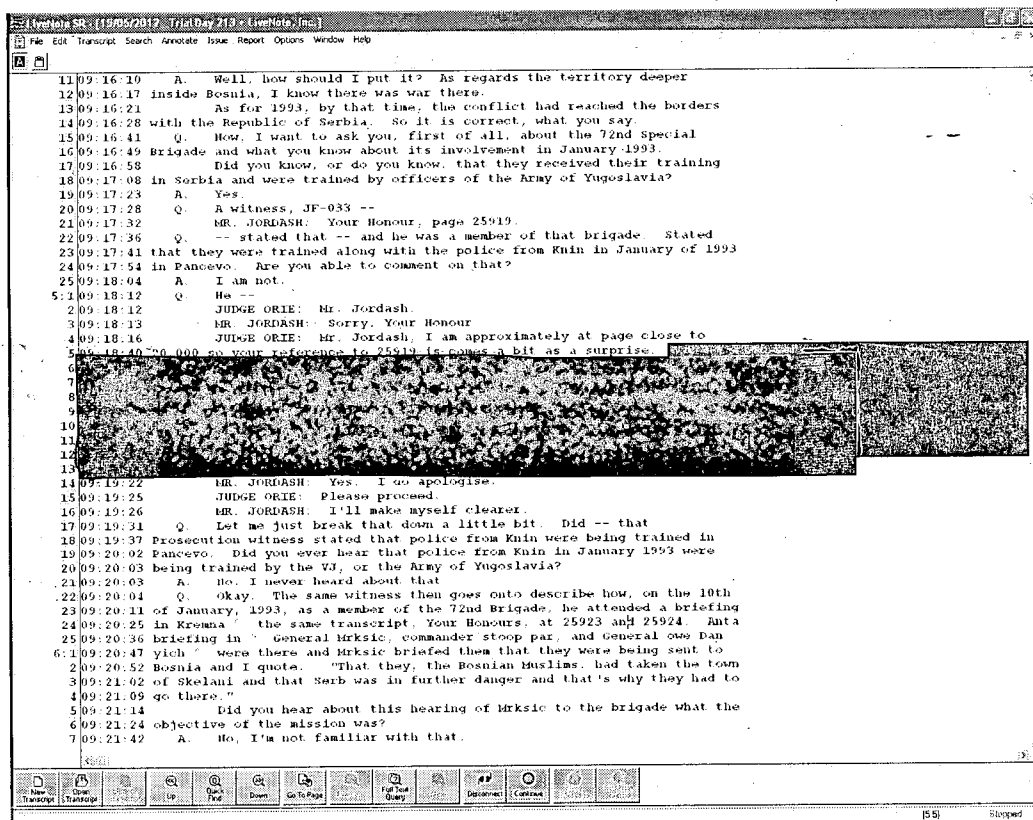 LiveNote SR - [19/05/2012 Trial Day 213 + LiveNote, Inc.]
File Edit Transcript Search Annotate Issue Report Options Window Help
11 09:16:10 A. Well, how should I put it? As regards the territory deeper
12 09:16:17 inside Bosnia, I know there was war there.
13 09:16:21 As for 1993, by that time, the conflict had reached the borders
14 09:16:28 with the Republic of Serbia. So it is correct, what you say.
15 09:16:41 Q. Now, I want to ask you, first of all, about the 72nd Special
16 09:16:49 Brigade and what you know about its involvement in January 1993.
17 09:16:58 Did you know, or do you know, that they received their training
18 09:17:08 in Serbia and were trained by officers of the Army of Yugoslavia?
19 09:17:23 A. Yes.
20 09:17:28 Q. A witness, JF-033 --
21 09:17:32 MR. JORDASH: Your Honour, page 25919.
22 09:17:36 Q. -- stated that -- and he was a member of that brigade. Stated
23 09:17:41 that they were trained along with the police from Knin in January of 1993
24 09:17:54 in Pancevo. Are you able to comment on that?
25 09:18:04 A. I am not.
5:1 09:18:12 Q. He --
2 09:18:12 JUDGE ORIE: Mr. Jordash.
3 09:18:13 MR. JORDASH: Sorry, Your Honour
4 09:18:16 JUDGE ORIE: Mr. Jordash, I am approximately at page close to
5 09:18:40 20,000 so your reference to 25919 is comes a bit as a surprise.
6
7
8
9
10
11
12
13
14 09:19:22 MR. JORDASH: Yes. I do apologise.
15 09:19:25 JUDGE ORIE: Please proceed.
16 09:19:26 MR. JORDASH: I'll make myself clearer.
17 09:19:31 Q. Let me just break that down a little bit. Did -- that
18 09:19:37 Prosecution witness stated that police from Knin were being trained in
19 09:20:02 Pancevo. Did you ever hear that police from Knin in January 1993 were
20 09:20:03 being trained by the VJ, or the Army of Yugoslavia?
21 09:20:03 A. No, I never heard about that
22 09:20:04 Q. Okay. The same witness then goes onto describe how, on the 10th
23 09:20:11 of January, 1993, as a member of the 72nd Brigade, he attended a briefing
24 09:20:25 in Kremna ` the same transcript, Your Honours, at 25923 and 25924. Anta
25 09:20:36 briefing in ` General Mrksic, commander stoop par, and General owe Dan
6:1 09:20:47 yich ` were there and Mrksic briefed them that they were being sent to
2 09:20:52 Bosnia and I quote. "That they, the Bosnian Muslims, had taken the town
3 09:21:02 of Skelani and that Serb was in further danger and that's why they had to
4 09:21:09 go there."
5 09:21:14 Did you hear about this hearing of Mrksic to the brigade what the
6 09:21:24 objective of the mission was?
7 09:21:42 A. No, I'm not familiar with that.
New Transcript Open Transcript Up Quick Find Down Go To Page Full Text Query Disconnect Continue
[5:5] Stopped